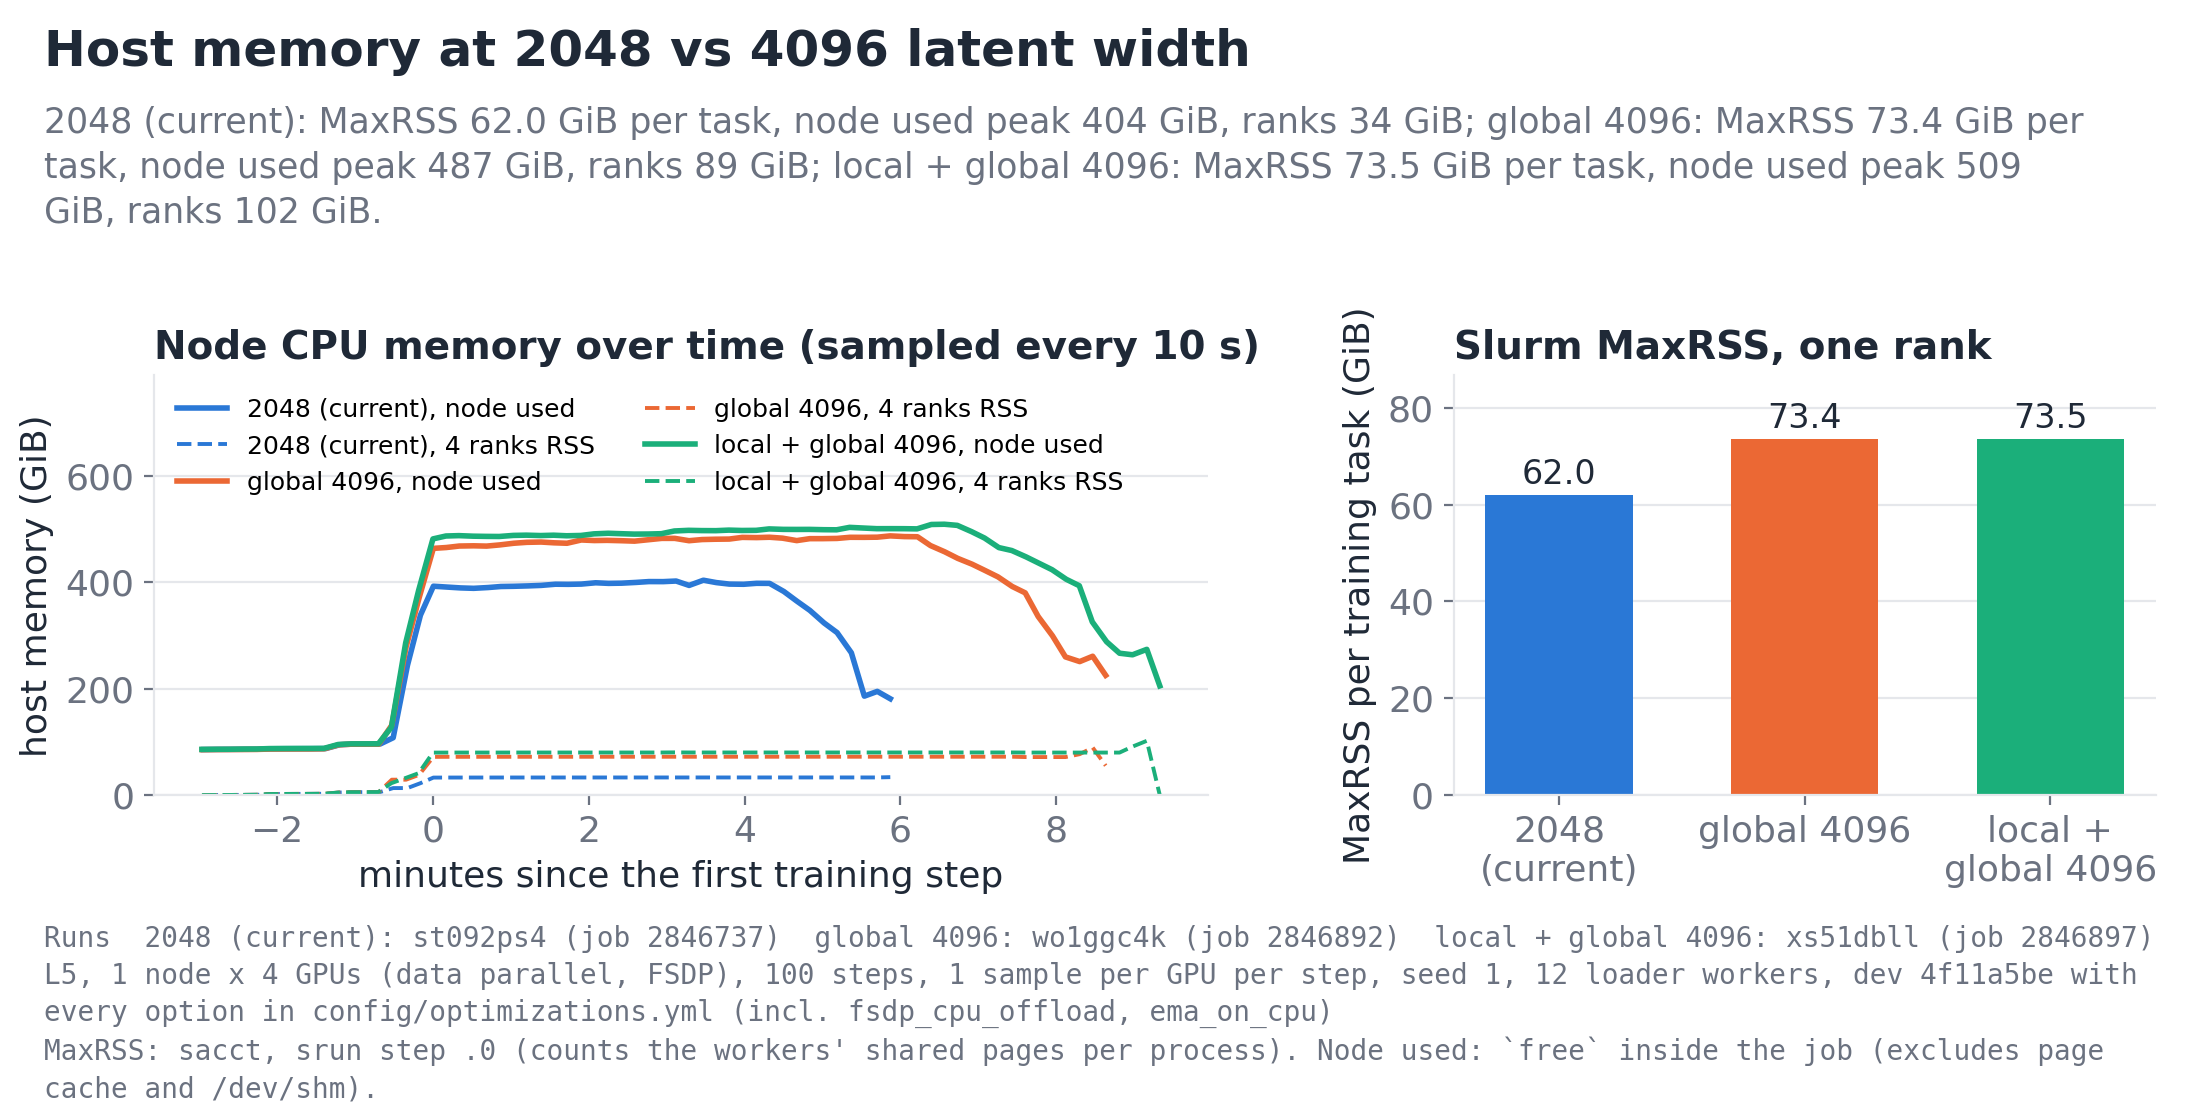 Host memory at 2048 vs 4096 latent width
2048 (current): MaxRSS 62.0 GiB per task, node used peak 404 GiB, ranks 34 GiB; global 4096: MaxRSS 73.4 GiB per
task, node used peak 487 GiB, ranks 89 GiB; local + global 4096: MaxRSS 73.5 GiB per task, node used peak 509
GiB, ranks 102 GiB.
Node CPU memory over time (sampled every 10 s)
host memory (GiB)
600
400
200
0
2048 (current), node used
2048 (current), 4 ranks RSS
global 4096, node used
global 4096, 4 ranks RSS
local + global 4096, node used
local + global 4096, 4 ranks RSS
−2 0 2 4 6 8
minutes since the first training step
Slurm MaxRSS, one rank
MaxRSS per training task (GiB)
80
60
40
20
0
62.0
73.4
73.5
2048
(current)
global 4096
local +
global 4096
Runs  2048 (current): st092ps4 (job 2846737)  global 4096: wo1ggc4k (job 2846892)  local + global 4096: xs51dbll (job 2846897)
L5, 1 node x 4 GPUs (data parallel, FSDP), 100 steps, 1 sample per GPU per step, seed 1, 12 loader workers, dev 4f11a5be with
every option in config/optimizations.yml (incl. fsdp_cpu_offload, ema_on_cpu)
MaxRSS: sacct, srun step .0 (counts the workers' shared pages per process). Node used: `free` inside the job (excludes page
cache and /dev/shm).